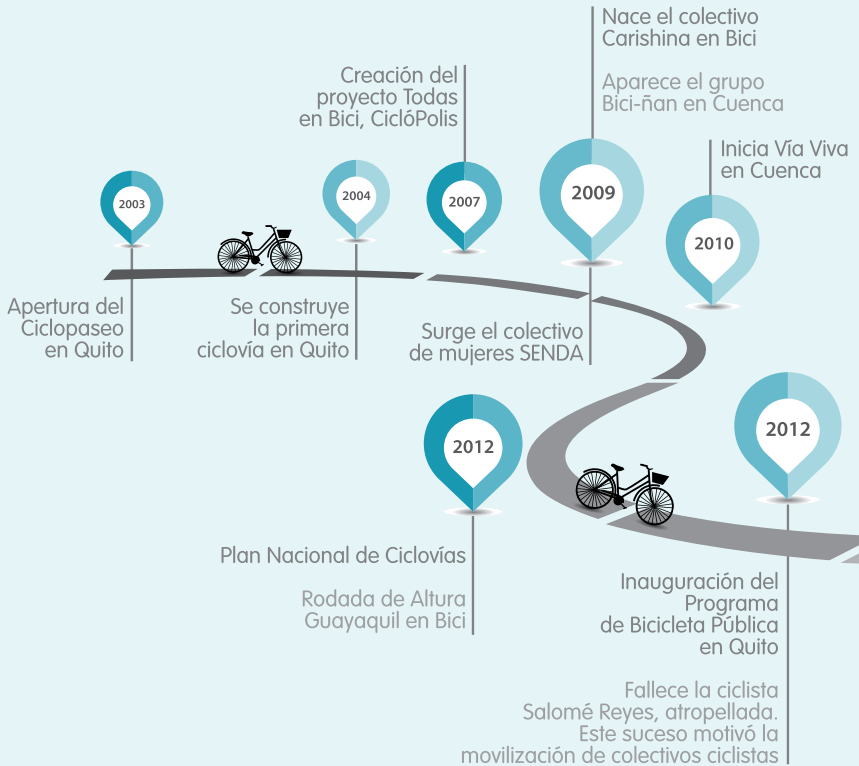 2003
Apertura del
Ciclopaseo
en Quito
2004
Se construye
la primera
ciclovía en Quito
Creación del
proyecto Todas
en Bici, CiclóPolis
2007
Nace el colectivo
Carishina en Bici
Aparece el grupo
Bici-ñan en Cuenca
2009
Surge el colectivo
de mujeres SENDA
Inicia Vía Viva
en Cuenca
2010
2012
Plan Nacional de Ciclovías
Rodada de Altura
Guayaquil en Bici
2012
Inauguración del
Programa
de Bicicleta Pública
en Quito
Fallece la ciclista
Salomé Reyes, atropellada.
Este suceso motivó la
movilización de colectivos ciclistas